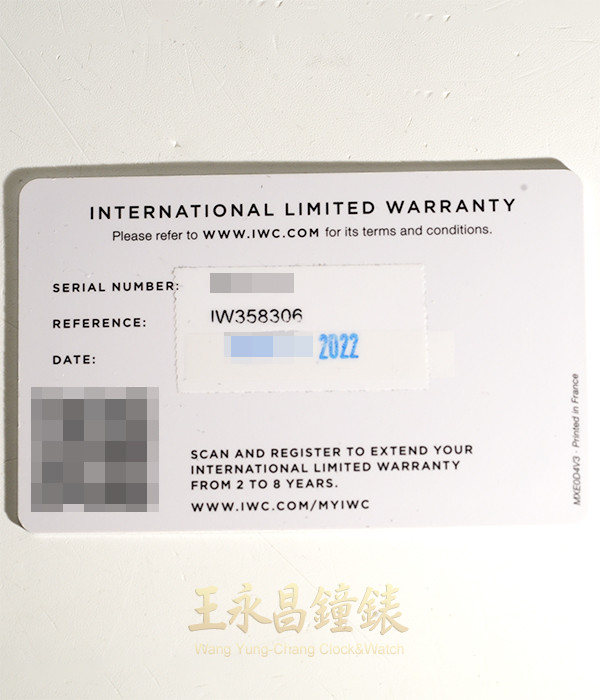 INTERNATIONAL LIMITED WARRANTY
Please refer to WWW.IWC.COM for its terms and conditions.
SERIAL NUMBER:
REFERENCE: IW358306
DATE: 2022
SCAN AND REGISTER TO EXTEND YOUR
INTERNATIONAL LIMITED WARRANTY
FROM 2 TO 8 YEARS.
WWW.IWC.COM/MYIWC
MXE0D4V3 - Printed in France
王永昌鐘錶
Wang Yung-Chang Clock&Watch